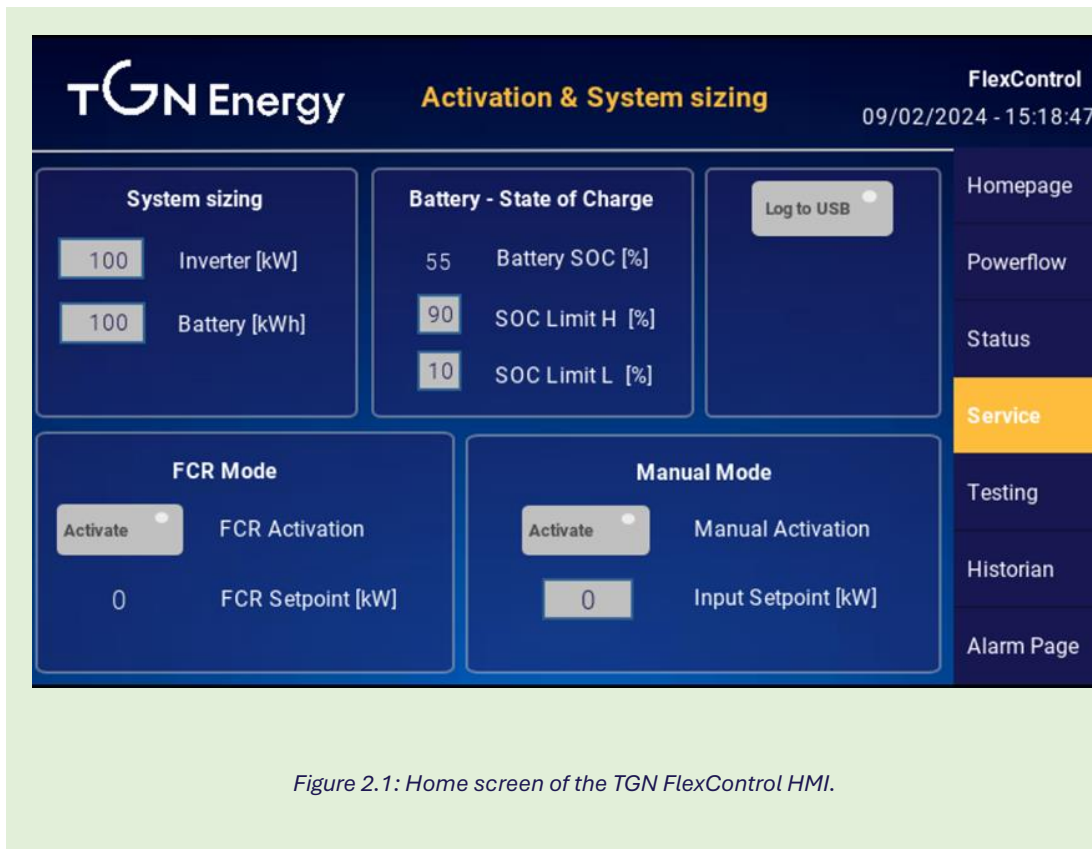 TGN Energy
Activation & System sizing
FlexControl
09/02/2024 - 15:18:47
System sizing
100 Inverter [kW]
100 Battery [kWh]
Battery - State of Charge
55 Battery SOC [%]
90 SOC Limit H [%]
10 SOC Limit L [%]
Log to USB
FCR Mode
Activate FCR Activation
0 FCR Setpoint [kW]
Manual Mode
Activate Manual Activation
0 Input Setpoint [kW]
Homepage
Powerflow
Status
Service
Testing
Historian
Alarm Page
Figure 2.1: Home screen of the TGN FlexControl HMI.